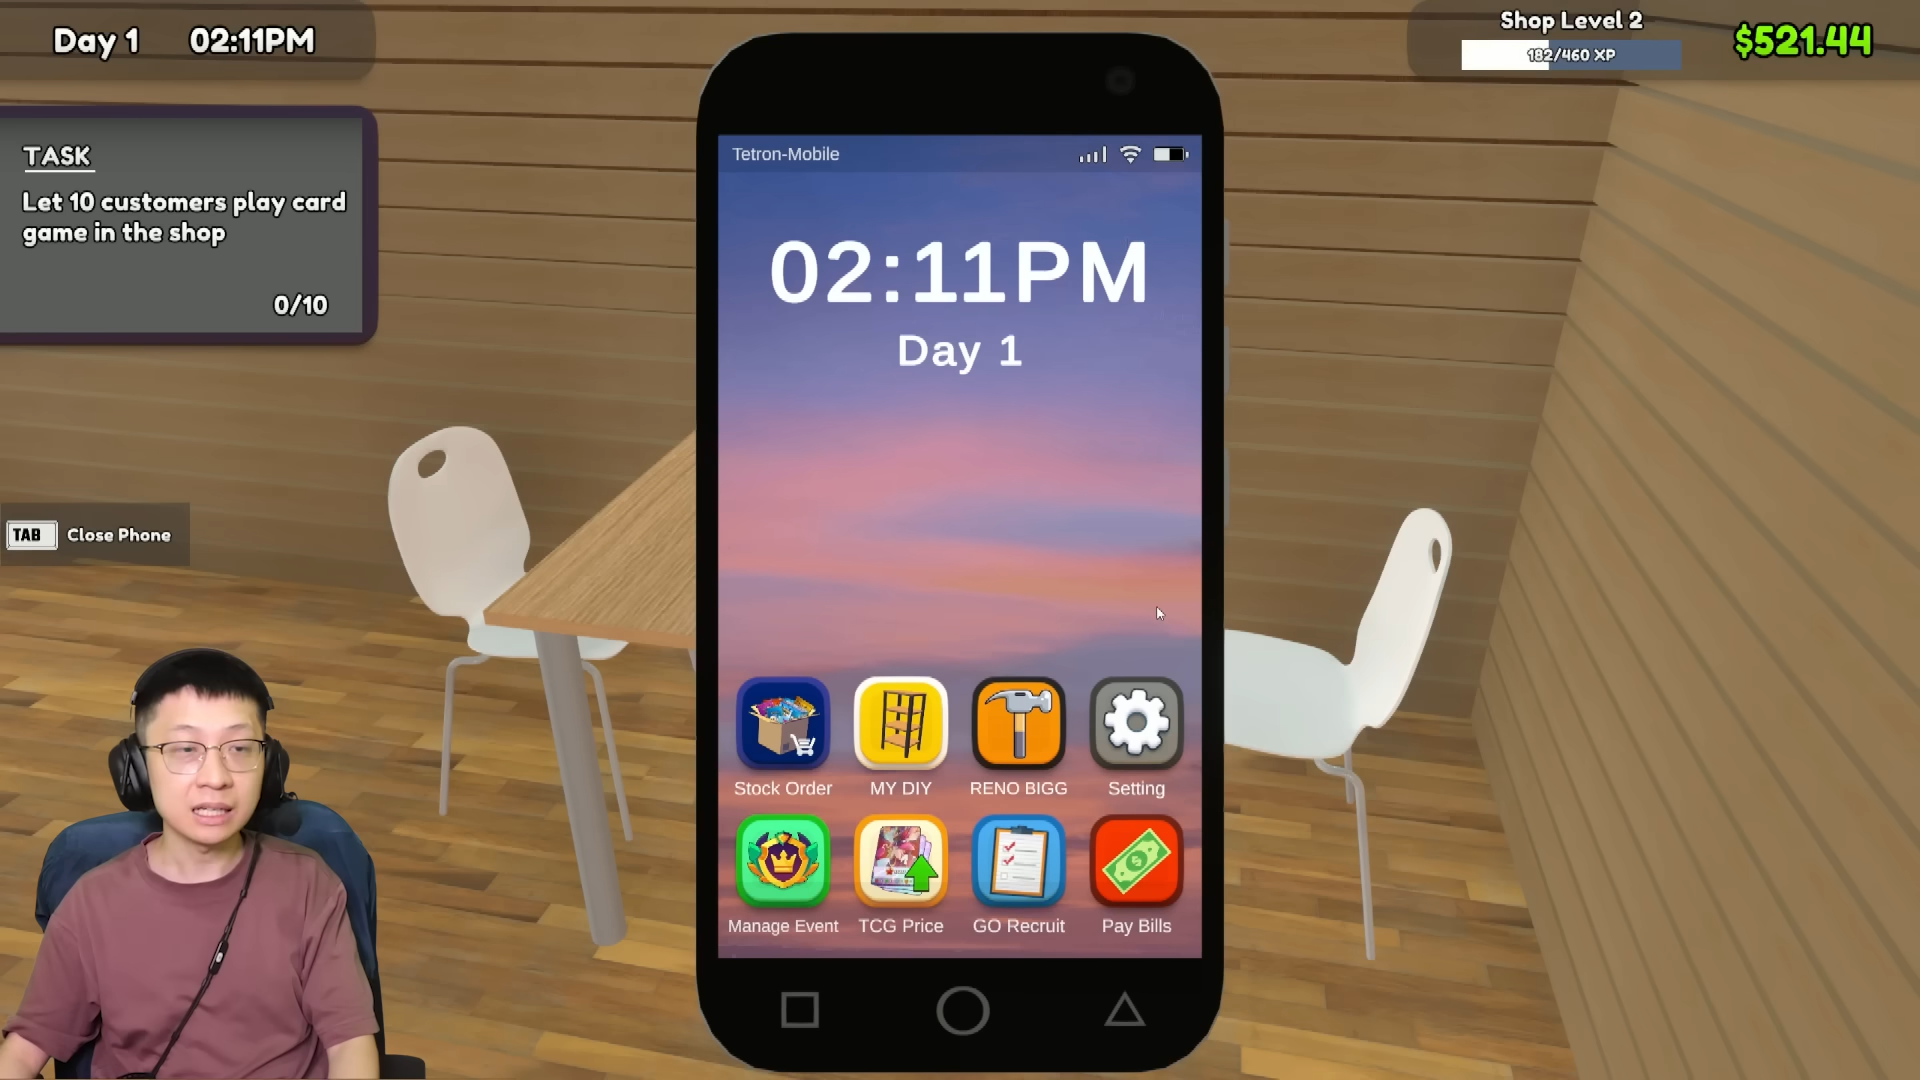 Day 1 02:11PM
Shop Level 2
182/460 XP
$521.44
TASK
Let 10 customers play card
game in the shop
0/10
TAB Close Phone
Tetron-Mobile
02:11PM
Day 1
Stock Order MY DIY RENO BIGG Setting
Manage Event TCG Price GO Recruit Pay Bills